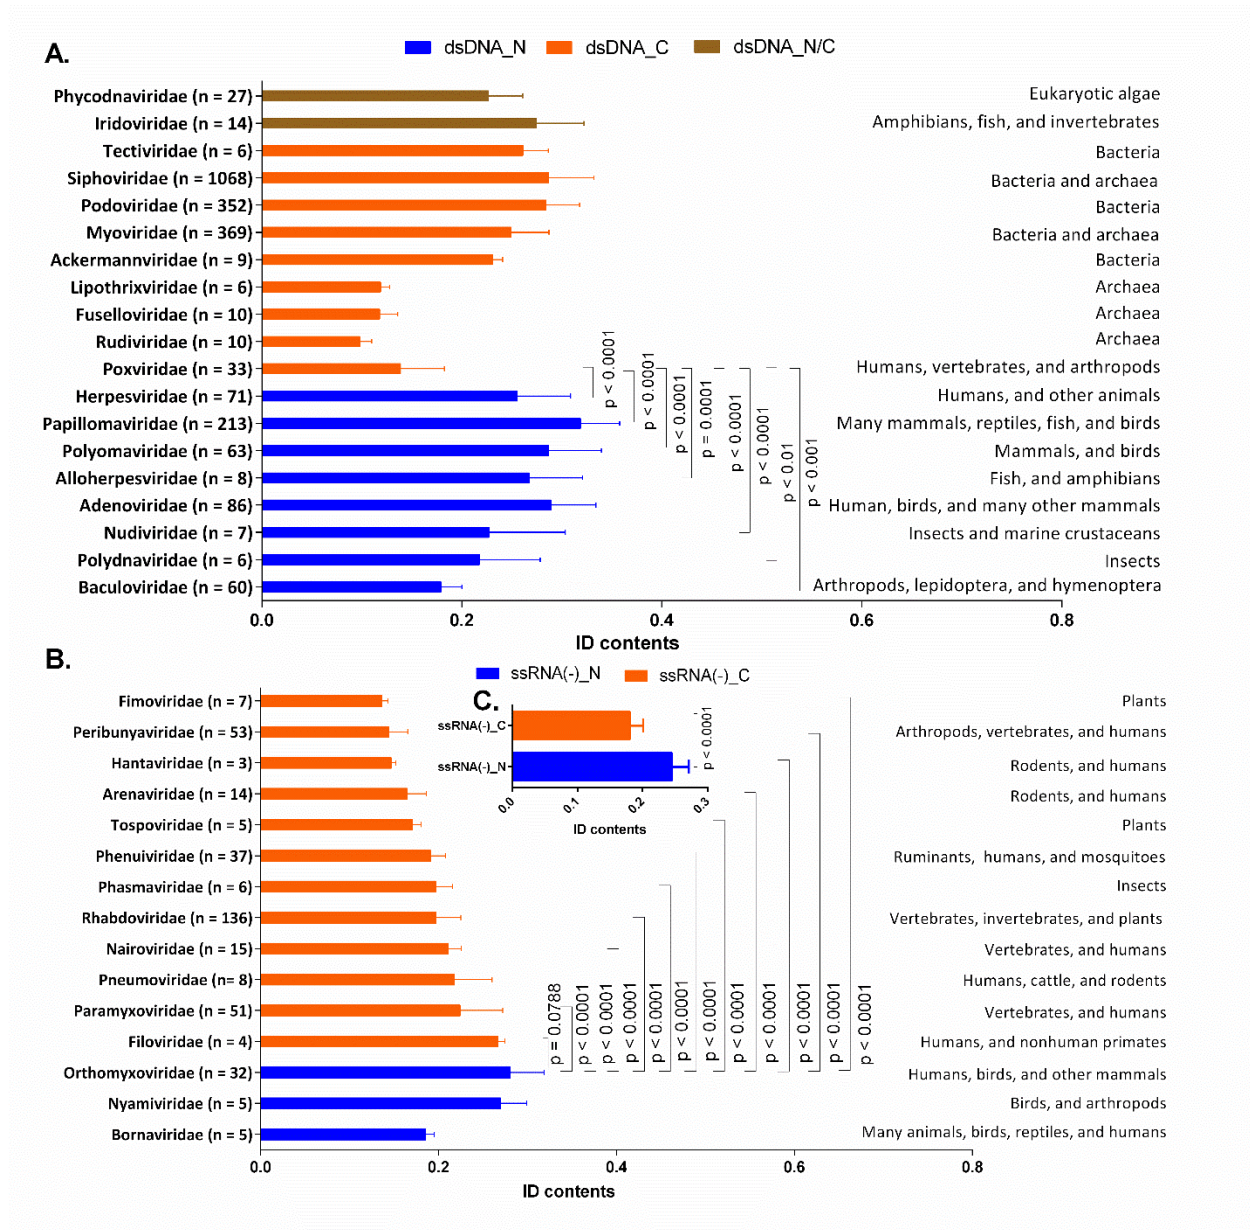 A.
dsDNA_N dsDNA_C dsDNA_N/C
Phycodnaviridae (n = 27) Eukaryotic algae
Iridoviridae (n = 14) Amphibians, fish, and invertebrates
Tectiviridae (n = 6) Bacteria
Siphoviridae (n = 1068) Bacteria and archaea
Podoviridae (n = 352) Bacteria
Myoviridae (n = 369) Bacteria and archaea
Ackermannviridae (n = 9) Bacteria
Lipothrixviridae (n = 6) Archaea
Fuselloviridae (n = 10) Archaea
Rudiviridae (n = 10) Archaea
Poxviridae (n = 33) Humans, vertebrates, and arthropods
Herpesviridae (n = 71) Humans, and other animals
Papillomaviridae (n = 213) Many mammals, reptiles, fish, and birds
Polyomaviridae (n = 63) Mammals, and birds
Alloherpesviridae (n = 8) Fish, and amphibians
Adenoviridae (n = 86) Human, birds, and many other mammals
Nudiviridae (n = 7) Insects and marine crustaceans
Polydnaviridae (n = 6) Insects
Baculoviridae (n = 60) Arthropods, lepidoptera, and hymenoptera
p < 0.0001
p < 0.0001
p < 0.0001
p = 0.0001
p < 0.0001
p < 0.0001
p < 0.01
p < 0.001
0.0 0.2 0.4 0.6 0.8
ID contents
B.
ssRNA(-)_N ssRNA(-)_C
Fimoviridae (n = 7) Plants
Peribunyaviridae (n = 53) Arthropods, vertebrates, and humans
Hantaviridae (n = 3) Rodents, and humans
Arenaviridae (n = 14) Rodents, and humans
Tospoviridae (n = 5) Plants
Phenuiviridae (n = 37) Ruminants, humans, and mosquitoes
Phasmaviridae (n = 6) Insects
Rhabdoviridae (n = 136) Vertebrates, invertebrates, and plants
Nairoviridae (n = 15) Vertebrates, and humans
Pneumoviridae (n= 8) Humans, cattle, and rodents
Paramyxoviridae (n = 51) Vertebrates, and humans
Filoviridae (n = 4) Humans, and nonhuman primates
Orthomyxoviridae (n = 32) Humans, birds, and other mammals
Nyamiviridae (n = 5) Birds, and arthropods
Bornaviridae (n = 5) Many animals, birds, reptiles, and humans
p = 0.0788
p < 0.0001
p < 0.0001
p < 0.0001
p < 0.0001
p < 0.0001
p < 0.0001
p < 0.0001
p < 0.0001
p < 0.0001
p < 0.0001
p < 0.0001
0.0 0.2 0.4 0.6 0.8
ID contents
C.
ssRNA(-)_C
ssRNA(-)_N
p < 0.0001
0.0 0.1 0.2 0.3
ID contents